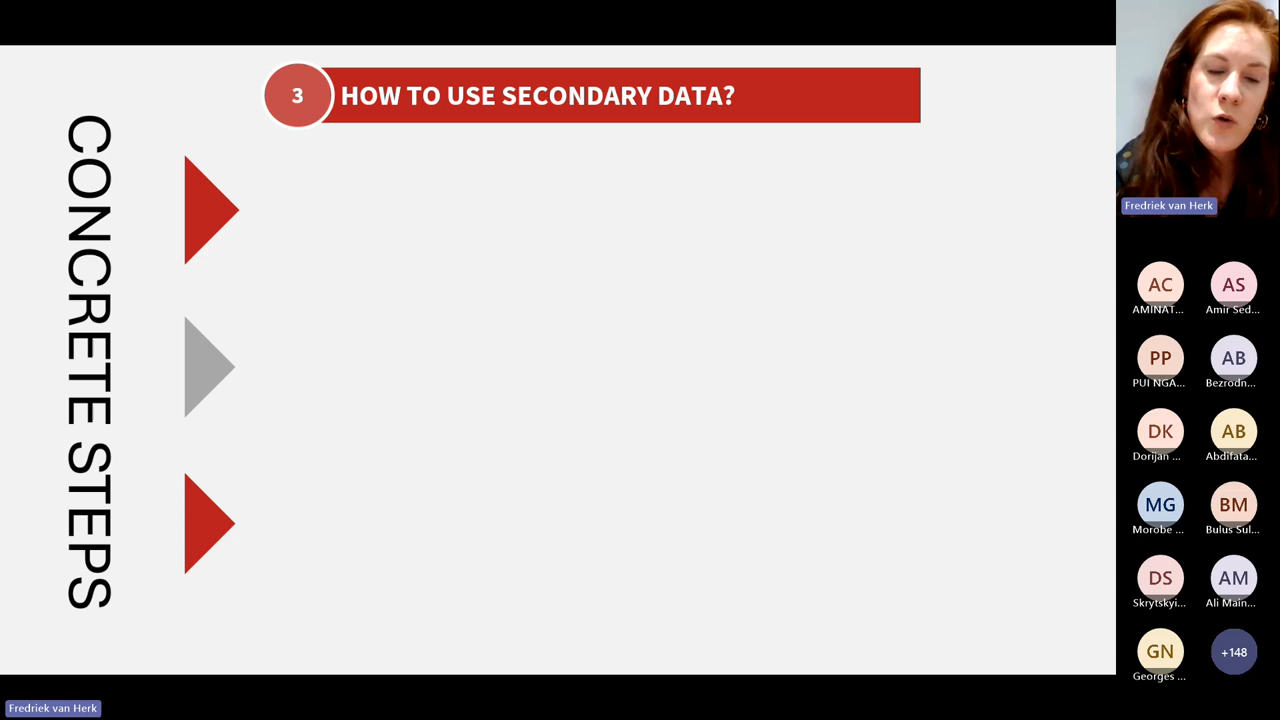 3
HOW TO USE SECONDARY DATA?
CONCRETE STEPS
Fredriek van Herk
AC
AMINAT...
AS
Amir Sed...
PP
PUI NGA...
AB
Bezrodn...
DK
Dorijan ...
AB
Abdifata...
MG
Morobe ...
BM
Bulus Sul...
DS
Skrytskyi...
AM
Ali Main...
GN
Georges ...
+148
Fredriek van Herk